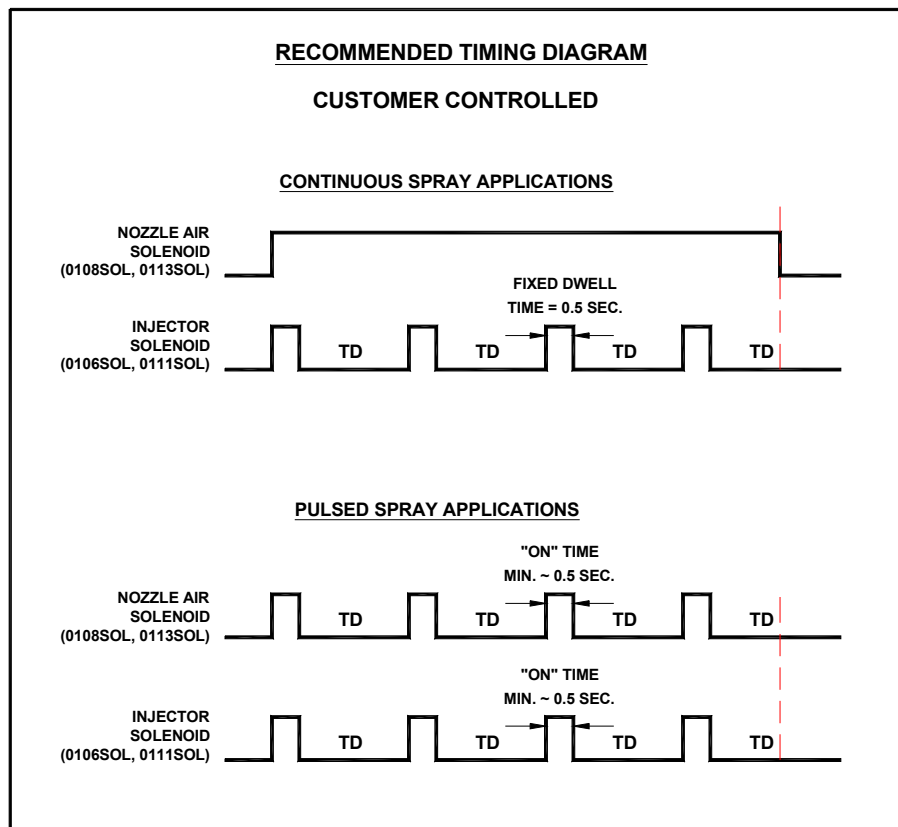 RECOMMENDED TIMING DIAGRAM
CUSTOMER CONTROLLED
CONTINUOUS SPRAY APPLICATIONS
NOZZLE AIR
SOLENOID
(0108SOL, 0113SOL)
FIXED DWELL
TIME = 0.5 SEC.
INJECTOR
SOLENOID
(0106SOL, 0111SOL)
TD TD TD TD
PULSED SPRAY APPLICATIONS
"ON" TIME
MIN. ~ 0.5 SEC.
NOZZLE AIR
SOLENOID
(0108SOL, 0113SOL)
TD TD TD TD
"ON" TIME
MIN. ~ 0.5 SEC.
INJECTOR
SOLENOID
(0106SOL, 0111SOL)
TD TD TD TD